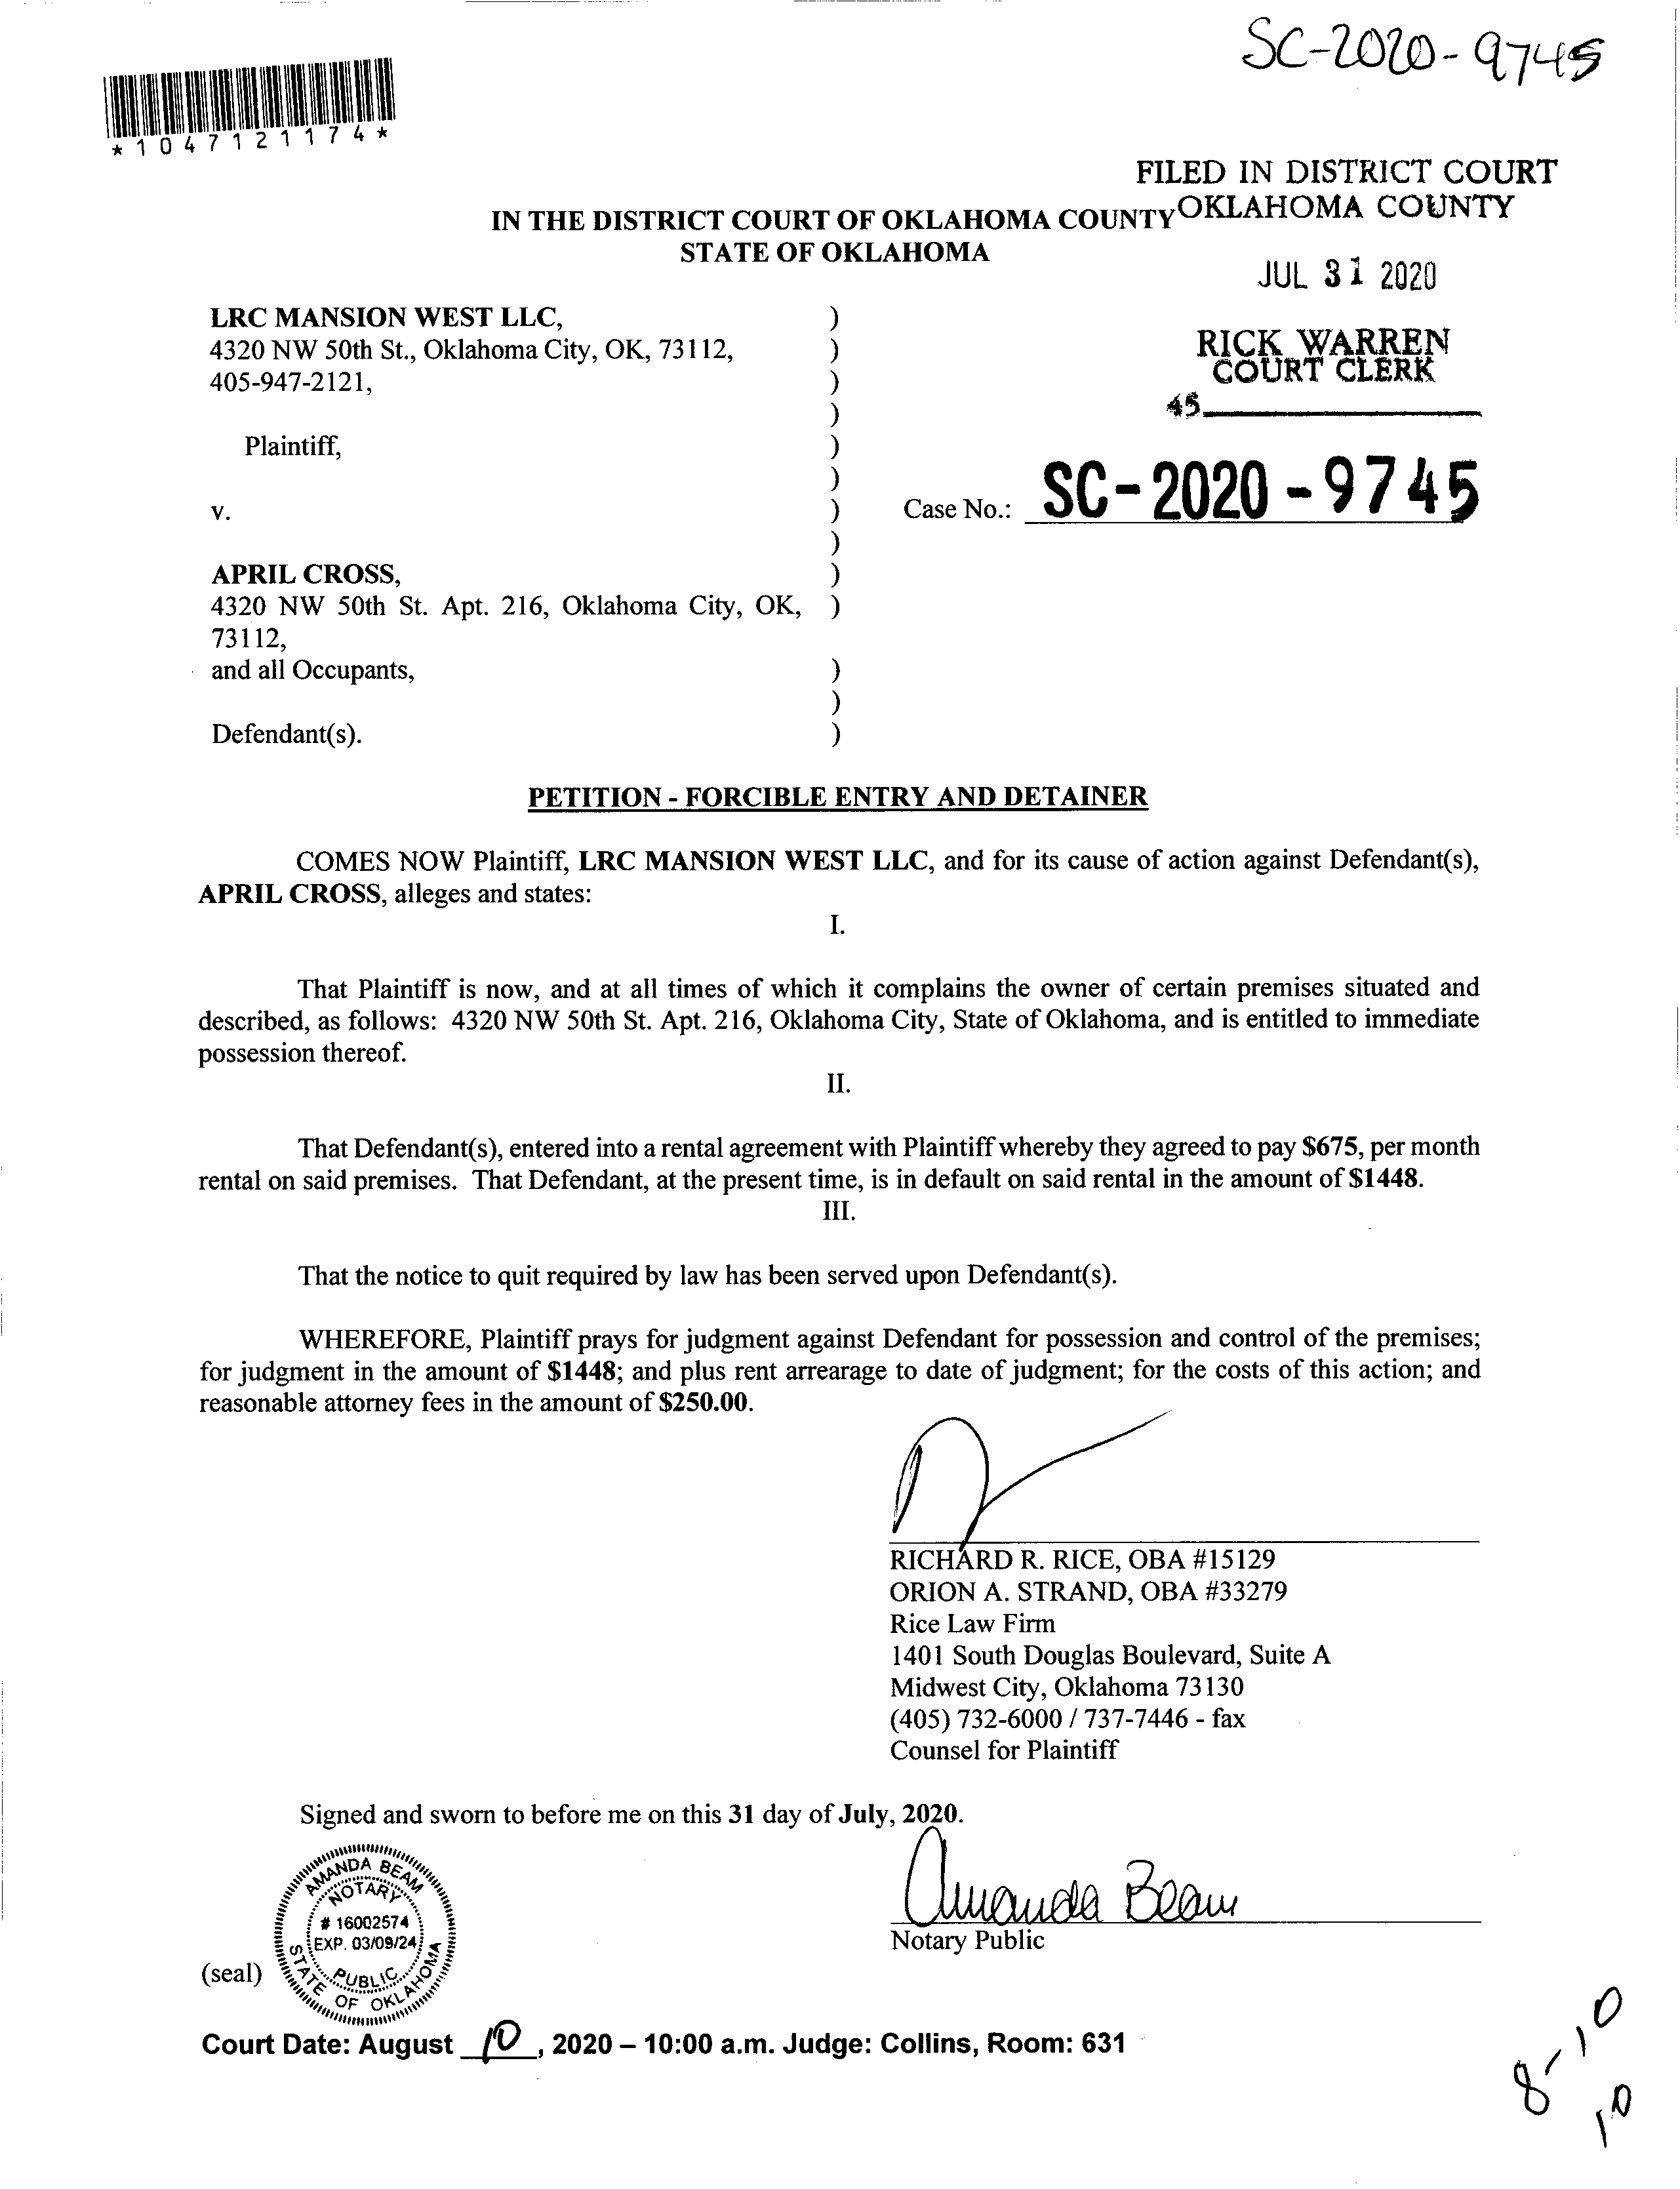 SC-2020-9745
*1047121174*
FILED IN DISTRICT COURT
OKLAHOMA COUNTY
IN THE DISTRICT COURT OF OKLAHOMA COUNTY
STATE OF OKLAHOMA
JUL 31 2020
RICK WARREN
COURT CLERK
45
LRC MANSION WEST LLC, )
4320 NW 50th St., Oklahoma City, OK, 73112, )
405-947-2121, )
)
Plaintiff, )
)
v. ) Case No.: SC-2020-9745
)
APRIL CROSS, )
4320 NW 50th St. Apt. 216, Oklahoma City, OK, )
73112,
and all Occupants, )
)
Defendant(s). )
PETITION - FORCIBLE ENTRY AND DETAINER
COMES NOW Plaintiff, LRC MANSION WEST LLC, and for its cause of action against Defendant(s),
APRIL CROSS, alleges and states:
I.
That Plaintiff is now, and at all times of which it complains the owner of certain premises situated and
described, as follows: 4320 NW 50th St. Apt. 216, Oklahoma City, State of Oklahoma, and is entitled to immediate
possession thereof.
II.
That Defendant(s), entered into a rental agreement with Plaintiff whereby they agreed to pay $675, per month
rental on said premises. That Defendant, at the present time, is in default on said rental in the amount of $1448.
III.
That the notice to quit required by law has been served upon Defendant(s).
WHEREFORE, Plaintiff prays for judgment against Defendant for possession and control of the premises;
for judgment in the amount of $1448; and plus rent arrearage to date of judgment; for the costs of this action; and
reasonable attorney fees in the amount of $250.00.
RICHARD R. RICE, OBA #15129
ORION A. STRAND, OBA #33279
Rice Law Firm
1401 South Douglas Boulevard, Suite A
Midwest City, Oklahoma 73130
(405) 732-6000 / 737-7446 - fax
Counsel for Plaintiff
Signed and sworn to before me on this 31 day of July, 2020.
AMANDA BEAM
NOTARY
# 16002574
EXP. 03/09/24
PUBLIC
STATE OF OKLAHOMA
Amanda Beam
Notary Public
(seal)
Court Date: August 10, 2020 – 10:00 a.m. Judge: Collins, Room: 631
8-10
10